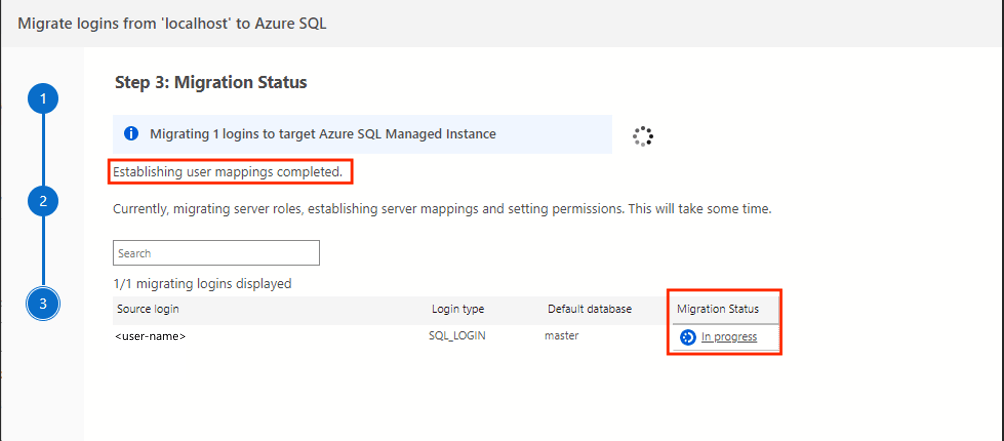 Migrate logins from 'localhost' to Azure SQL
1
2
3
Step 3: Migration Status
Migrating 1 logins to target Azure SQL Managed Instance
Establishing user mappings completed.
Currently, migrating server roles, establishing server mappings and setting permissions. This will take some time.
Search
1/1 migrating logins displayed
Source login Login type Default database Migration Status
<user-name> SQL_LOGIN master In progress